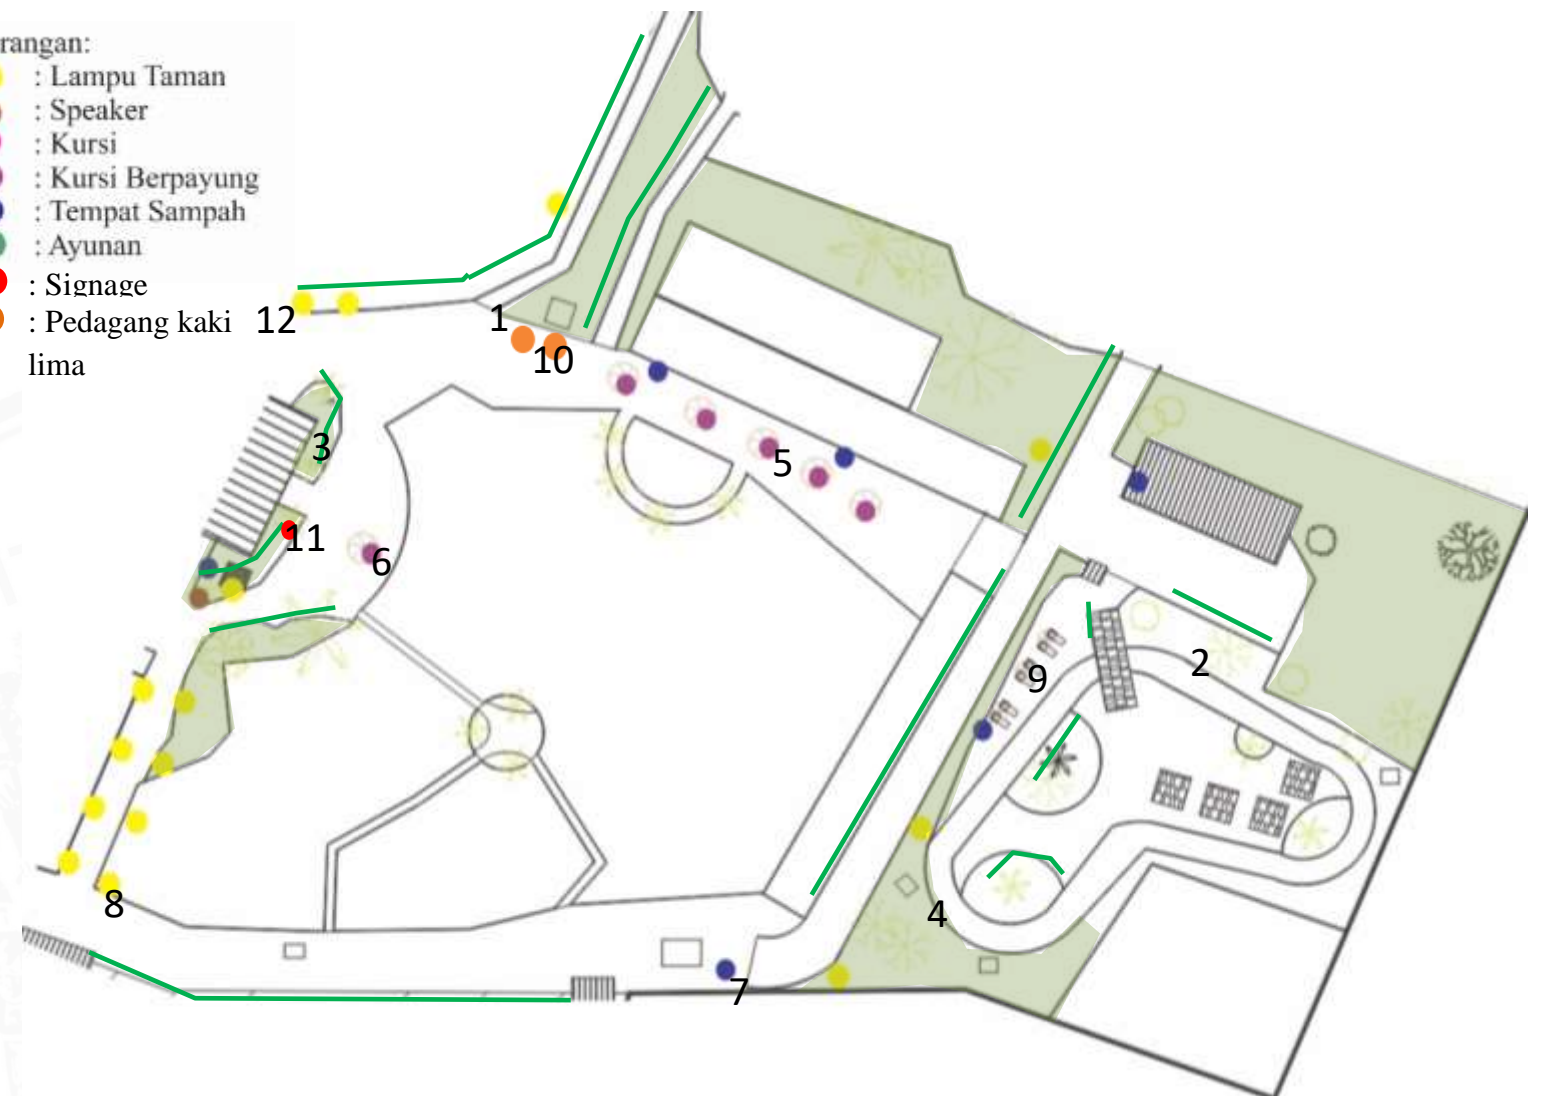 rangan:
: Lampu Taman
: Speaker
: Kursi
: Kursi Berpayung
: Tempat Sampah
: Ayunan
: Signage
: Pedagang kaki
lima
12
1
10
3
5
11
6
2
9
8
4
7